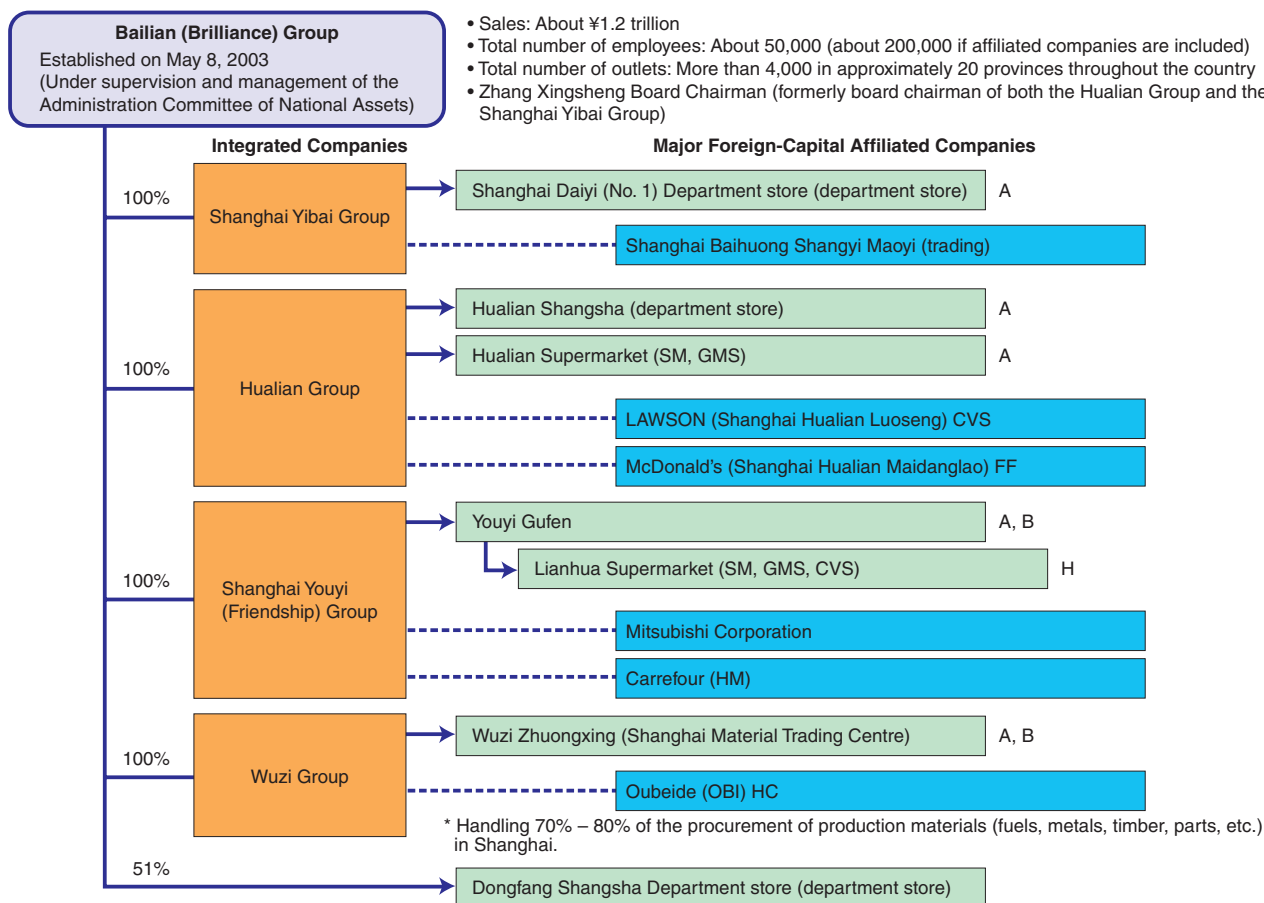 Bailian (Brilliance) Group
Established on May 8, 2003
(Under supervision and management of the
Administration Committee of National Assets)
• Sales: About ¥1.2 trillion
• Total number of employees: About 50,000 (about 200,000 if affiliated companies are included)
• Total number of outlets: More than 4,000 in approximately 20 provinces throughout the country
• Zhang Xingsheng Board Chairman (formerly board chairman of both the Hualian Group and the
Shanghai Yibai Group)
Integrated Companies
Major Foreign-Capital Affiliated Companies
100%
Shanghai Yibai Group
Shanghai Daiyi (No. 1) Department store (department store)
A
Shanghai Baihuong Shangyi Maoyi (trading)
100%
Hualian Group
Hualian Shangsha (department store)
A
Hualian Supermarket (SM, GMS)
A
LAWSON (Shanghai Hualian Luoseng) CVS
McDonald's (Shanghai Hualian Maidanglao) FF
100%
Shanghai Youyi
(Friendship) Group
Youyi Gufen
A, B
Lianhua Supermarket (SM, GMS, CVS)
H
Mitsubishi Corporation
Carrefour (HM)
100%
Wuzi Group
Wuzi Zhuongxing (Shanghai Material Trading Centre)
A, B
Oubeide (OBI) HC
* Handling 70% – 80% of the procurement of production materials (fuels, metals, timber, parts, etc.)
in Shanghai.
51%
Dongfang Shangsha Department store (department store)